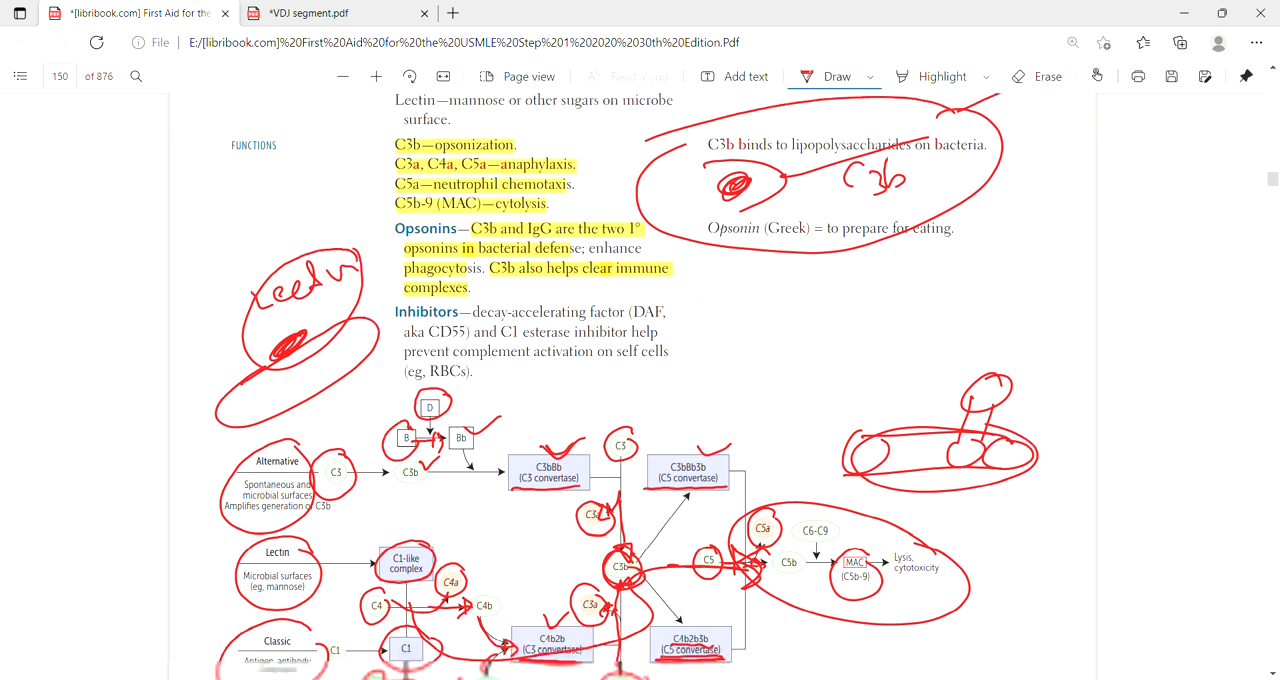 *[libribook.com] First Aid for the
*VDJ segment.pdf
File
E:/[libribook.com]%20First%20Aid%20for%20the%20USMLE%20Step%201%202020%2030th%20Edition.Pdf
150 of 876
Page view
Read aloud
Add text
Draw
Highlight
Erase
Lectin—mannose or other sugars on microbe
surface.
FUNCTIONS
C3b—opsonization.
C3a, C4a, C5a—anaphylaxis.
C5a—neutrophil chemotaxis.
C5b-9 (MAC)—cytolysis.
C3b binds to lipopolysaccharides on bacteria.
C3b
Opsonins—C3b and IgG are the two 1°
opsonins in bacterial defense; enhance
phagocytosis. C3b also helps clear immune
complexes.
Opsonin (Greek) = to prepare for eating.
Lectin
Inhibitors—decay-accelerating factor (DAF,
aka CD55) and C1 esterase inhibitor help
prevent complement activation on self cells
(eg, RBCs).
D
B
Bb
Alternative
Spontaneous and
microbial surfaces
Amplifies generation of C3b
C3
C3b
C3bBb
(C3 convertase)
C3
C3bBb3b
(C5 convertase)
C3a
C5a
C6-C9
Lectin
Microbial surfaces
(eg, mannose)
C1-like
complex
C3b
C5
C5b
MAC
(C5b-9)
Lysis,
cytotoxicity
C4a
C4
C4b
C3a
Classic
Antigen-antibody
C1
C1
C4b2b
(C3 convertase)
C4b2b3b
(C5 convertase)